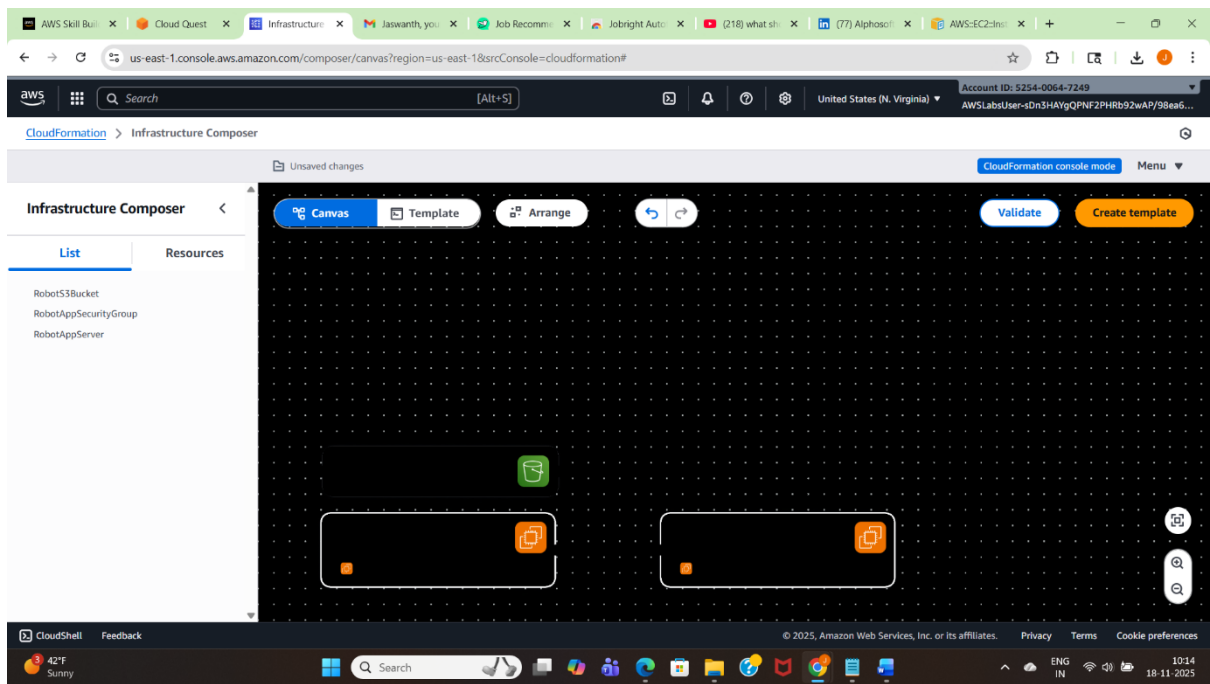 AWS Skill Buil
Cloud Quest
Infrastructure
Jaswanth, you
Job Recomme
Jobright Auto
(218) what sh
(77) Alphosoft
AWS::EC2::Inst
us-east-1.console.aws.amazon.com/composer/canvas?region=us-east-1&srcConsole=cloudformation#
aws
Search
[Alt+S]
United States (N. Virginia)
Account ID: 5254-0064-7249
AWSLabsUser-sDn3HAYgQPNF2PHRb92wAP/98ea6...
CloudFormation > Infrastructure Composer
Unsaved changes
CloudFormation console mode
Menu
Infrastructure Composer
Canvas
Template
Arrange
Validate
Create template
List
Resources
RobotS3Bucket
RobotAppSecurityGroup
RobotAppServer
CloudShell
Feedback
© 2025, Amazon Web Services, Inc. or its affiliates.
Privacy
Terms
Cookie preferences
3
42°F
Sunny
Search
ENG
IN
10:14
18-11-2025